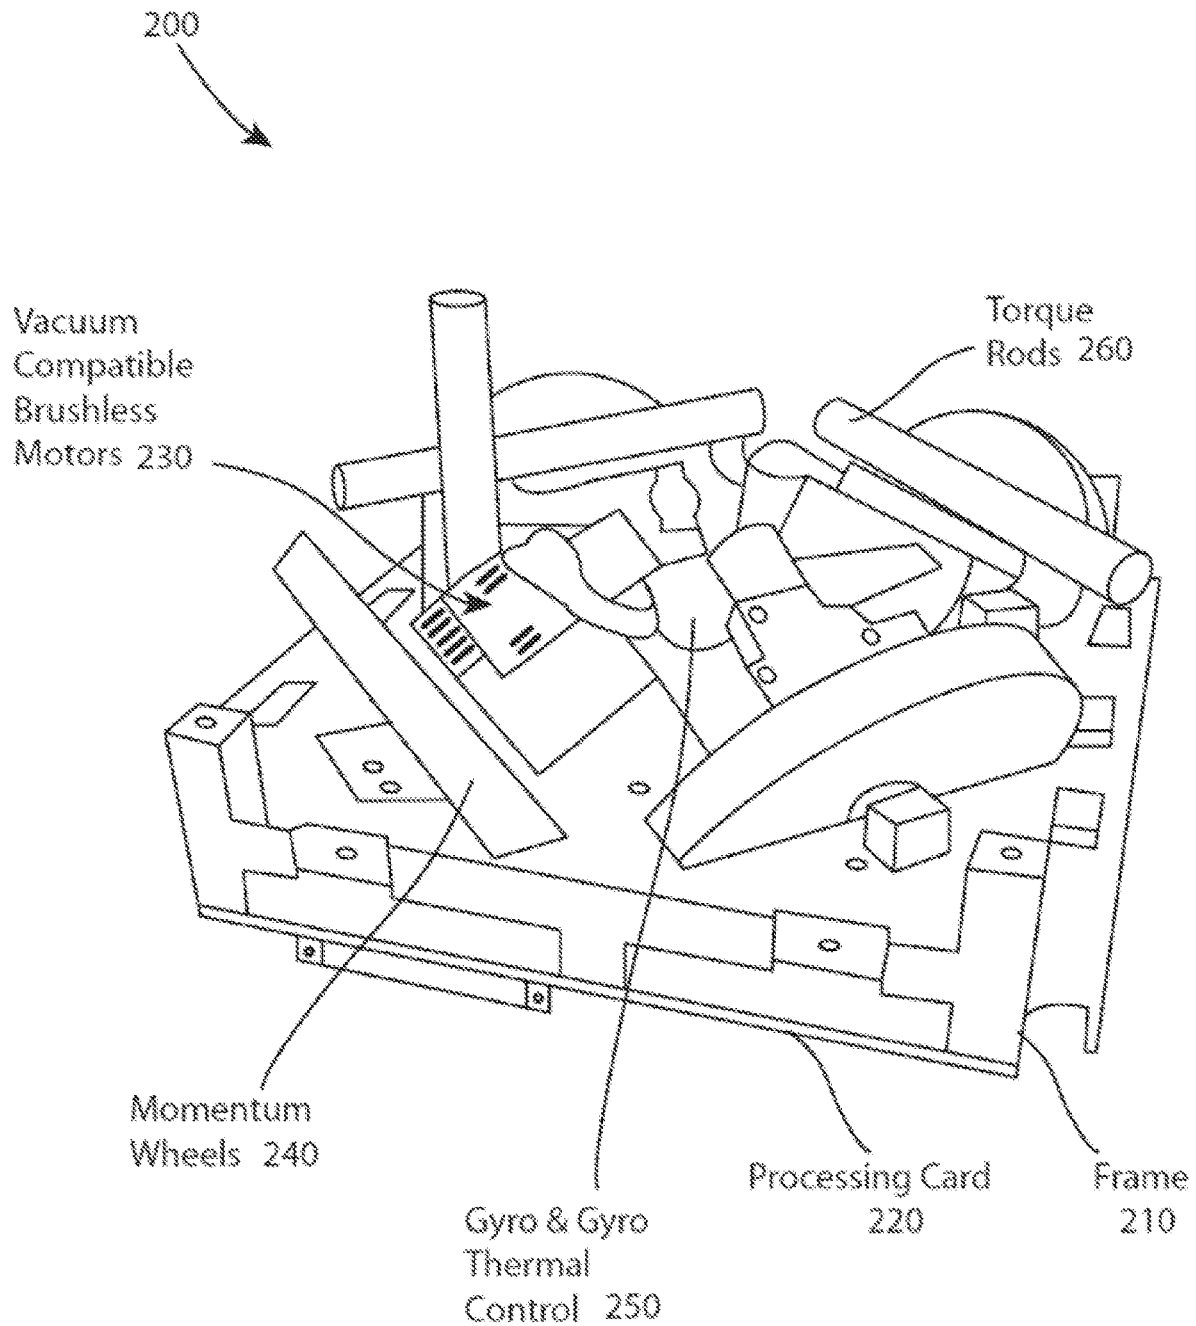 200
Vacuum
Compatible
Brushless
Motors 230
Torque
Rods 260
Momentum
Wheels 240
Processing Card
220
Frame
210
Gyro & Gyro
Thermal
Control 250